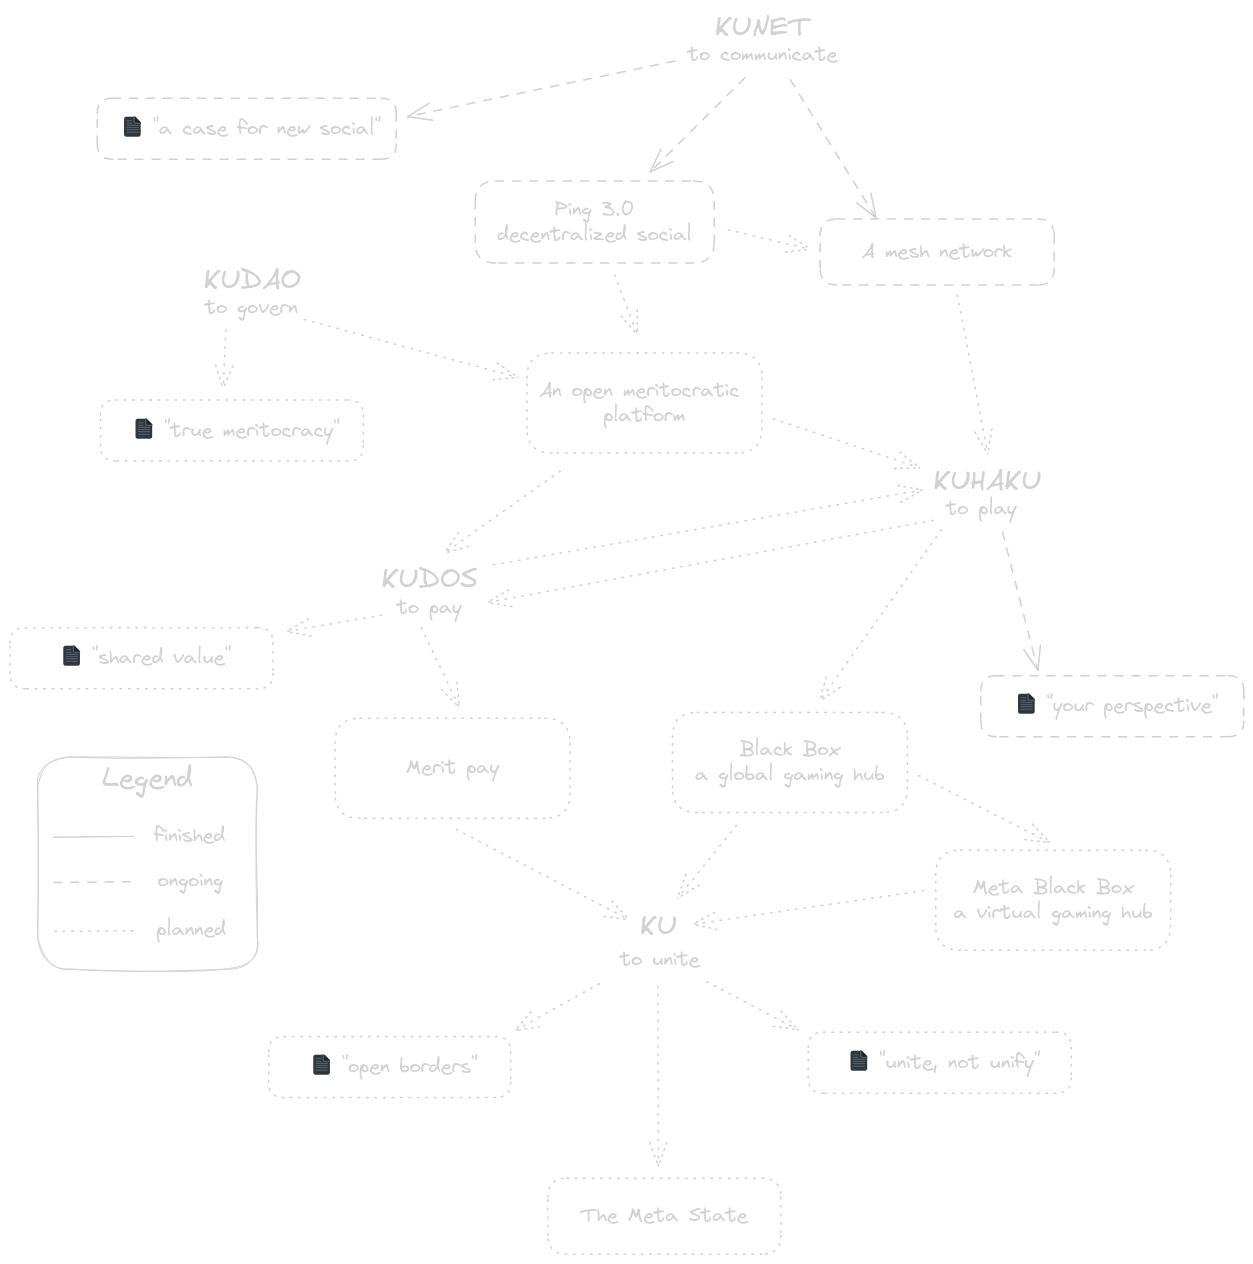 KUNET
to communicate
"a case for new social"
Ping 3.0
decentralized social
A mesh network
KUDAO
to govern
An open meritocratic
platform
"true meritocracy"
KUHAKU
to play
KUDOS
to pay
"shared value"
"your perspective"
Merit pay
Black Box
a global gaming hub
Legend
finished
ongoing
planned
Meta Black Box
a virtual gaming hub
KU
to unite
"open borders"
"unite, not unify"
The Meta State